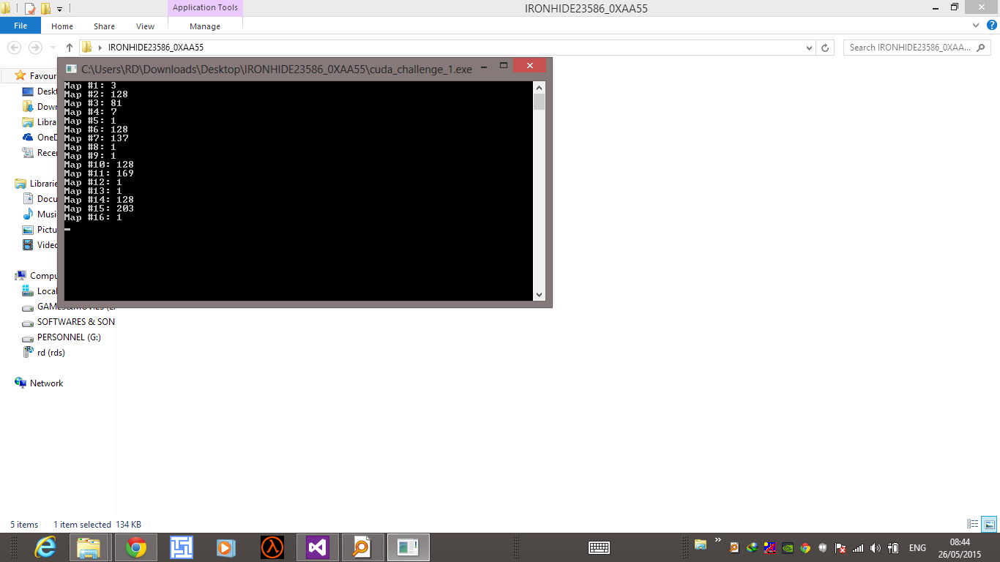 Application Tools
IRONHIDE23586_0XAA55
File Home Share View Manage
IRONHIDE23586_0XAA55
Search IRONHIDE23586_0XAA...
C:\Users\RD\Downloads\Desktop\IRONHIDE23586_0XAA55\cuda_challenge_1.exe
Map #1: 3
Map #2: 128
Map #3: 81
Map #4: 7
Map #5: 1
Map #6: 128
Map #7: 137
Map #8: 1
Map #9: 1
Map #10: 128
Map #11: 169
Map #12: 1
Map #13: 1
Map #14: 128
Map #15: 203
Map #16: 1
Favour
Deskt
Down
Libra
OneD
Recen
Librarie
Docu
Music
Pictu
Video
Compu
Local
GAMES&MOVIES (E:
SOFTWARES & SON
PERSONNEL (G:)
rd (rds)
Network
5 items 1 item selected 134 KB
ENG
08:44
26/05/2015